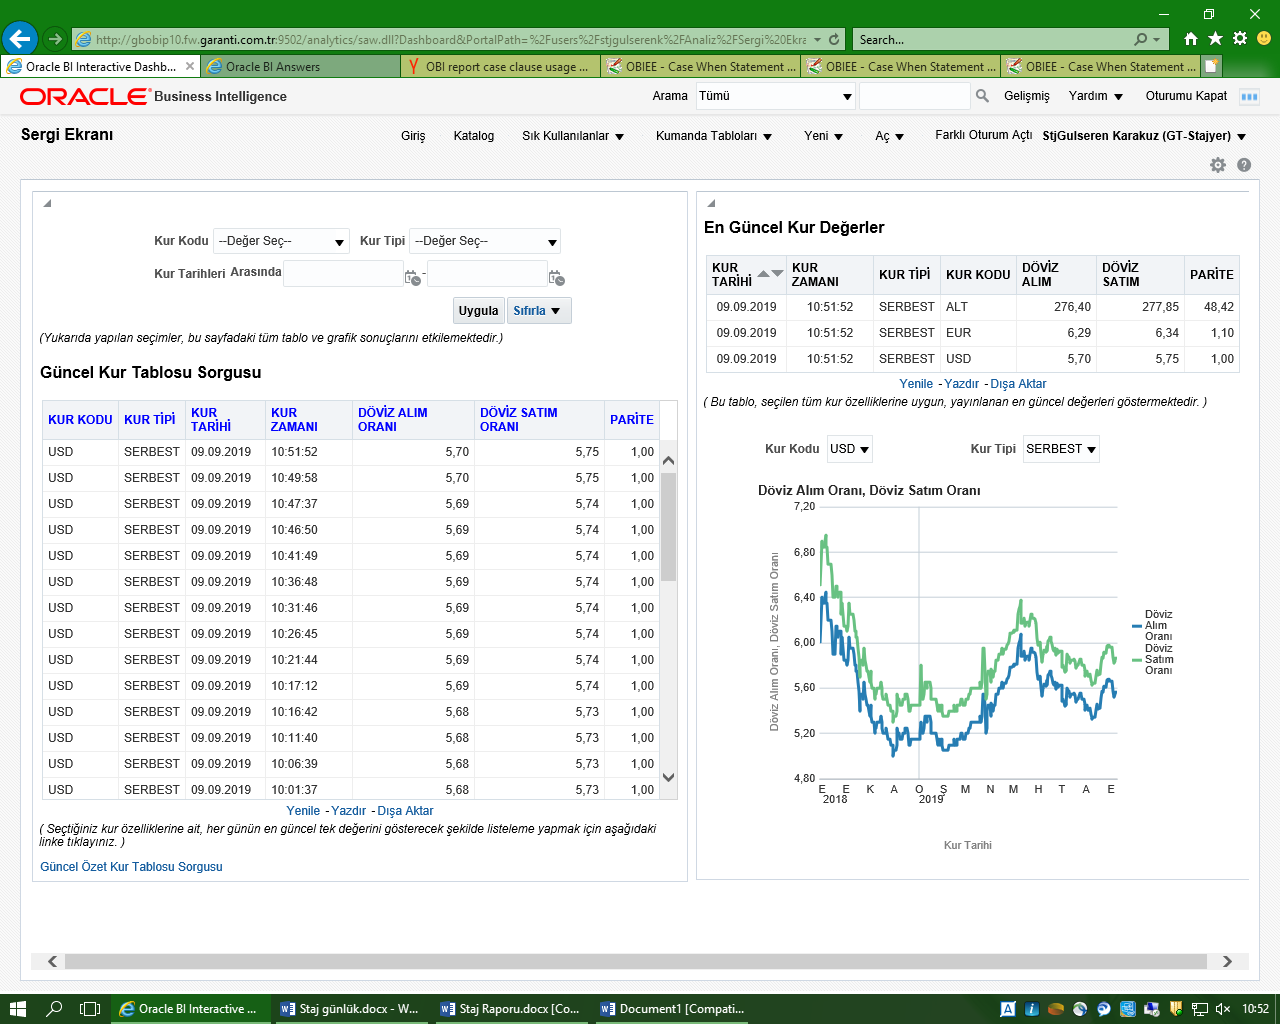 http://gbobip10.fw.garanti.com.tr:9502/analytics/saw.dll?Dashboard&PortalPath=%2Fusers%2Fstjgulserenk%2FAnaliz%2FSergi%20Ekra
Search...
Oracle BI Interactive Dashb...
Oracle BI Answers
OBI report case clause usage ...
OBIEE - Case When Statement ...
OBIEE - Case When Statement ...
OBIEE - Case When Statement ...
ORACLE Business Intelligence
Arama Tümü Gelişmiş Yardım Oturumu Kapat
Sergi Ekranı
Giriş Katalog Sık Kullanılanlar Kumanda Tabloları Yeni Aç Farklı Oturum Açtı StjGulseren Karakuz (GT-Stajyer)
Kur Kodu --Değer Seç-- Kur Tipi --Değer Seç--
Kur Tarihleri Arasında -
Uygula Sıfırla
(Yukarıda yapılan seçimler, bu sayfadaki tüm tablo ve grafik sonuçlarını etkilemektedir.)
Güncel Kur Tablosu Sorgusu
KUR KODU KUR TİPİ KUR TARİHİ KUR ZAMANI DÖVİZ ALIM ORANI DÖVİZ SATIM ORANI PARİTE
USD SERBEST 09.09.2019 10:51:52 5,70 5,75 1,00
USD SERBEST 09.09.2019 10:49:58 5,70 5,75 1,00
USD SERBEST 09.09.2019 10:47:37 5,69 5,74 1,00
USD SERBEST 09.09.2019 10:46:50 5,69 5,74 1,00
USD SERBEST 09.09.2019 10:41:49 5,69 5,74 1,00
USD SERBEST 09.09.2019 10:36:48 5,69 5,74 1,00
USD SERBEST 09.09.2019 10:31:46 5,69 5,74 1,00
USD SERBEST 09.09.2019 10:26:45 5,69 5,74 1,00
USD SERBEST 09.09.2019 10:21:44 5,69 5,74 1,00
USD SERBEST 09.09.2019 10:17:12 5,69 5,74 1,00
USD SERBEST 09.09.2019 10:16:42 5,68 5,73 1,00
USD SERBEST 09.09.2019 10:11:40 5,68 5,73 1,00
USD SERBEST 09.09.2019 10:06:39 5,68 5,73 1,00
USD SERBEST 09.09.2019 10:01:37 5,68 5,73 1,00
Yenile -Yazdır -Dışa Aktar
( Seçtiğiniz kur özelliklerine ait, her günün en güncel tek değerini gösterecek şekilde listeleme yapmak için aşağıdaki
linke tıklayınız. )
Güncel Özet Kur Tablosu Sorgusu
En Güncel Kur Değerler
KUR TARİHİ KUR ZAMANI KUR TİPİ KUR KODU DÖVİZ ALIM DÖVİZ SATIM PARİTE
09.09.2019 10:51:52 SERBEST ALT 276,40 277,85 48,42
09.09.2019 10:51:52 SERBEST EUR 6,29 6,34 1,10
09.09.2019 10:51:52 SERBEST USD 5,70 5,75 1,00
Yenile -Yazdır -Dışa Aktar
( Bu tablo, seçilen tüm kur özelliklerine uygun, yayınlanan en güncel değerleri göstermektedir. )
Kur Kodu USD Kur Tipi SERBEST
Döviz Alım Oranı, Döviz Satım Oranı
Döviz Alım Oranı, Döviz Satım Oranı
7,20
6,80
6,40
6,00
5,60
5,20
4,80
E E K A O Ş M N M H T A E
2018 2019
Kur Tarihi
Döviz
Alım
Oranı
Döviz
Satım
Oranı
Oracle BI Interactive ...
Staj günlük.docx - W...
Staj Raporu.docx [Co...
Document1 [Compati...
10:52